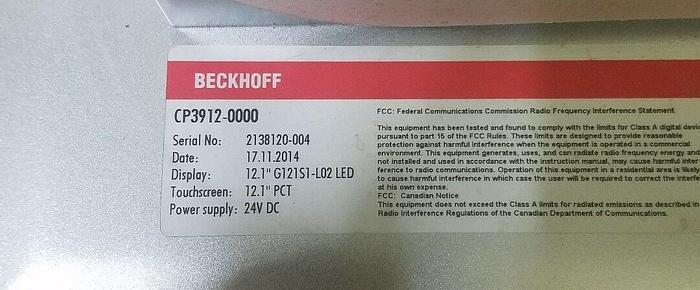 BECKHOFF
CP3912-0000
Serial No: 2138120-004
Date: 17.11.2014
Display: 12.1" G121S1-L02 LED
Touchscreen: 12.1" PCT
Power supply: 24V DC
FCC: Federal Communications Commission Radio Frequency Interference Statement
This equipment has been tested and found to comply with the limits for Class A digital devic
pursuant to part 15 of the FCC Rules. These limits are designed to provide reasonable
protection against harmful interference when the equipment is operated in a commercial
environment. This equipment generates, uses, and can radiate radio frequency energy and
not installed and used in accordance with the instruction manual, may cause harmful inter-
ference to radio communications. Operation of this equipment in a residential area is likely
to cause harmful interference in which case the user will be required to correct the interfe
at his own expense.
FCC: Canadian Notice
This equipment does not exceed the Class A limits for radiated emissions as described in
Radio Interference Regulations of the Canadian Department of Communications.